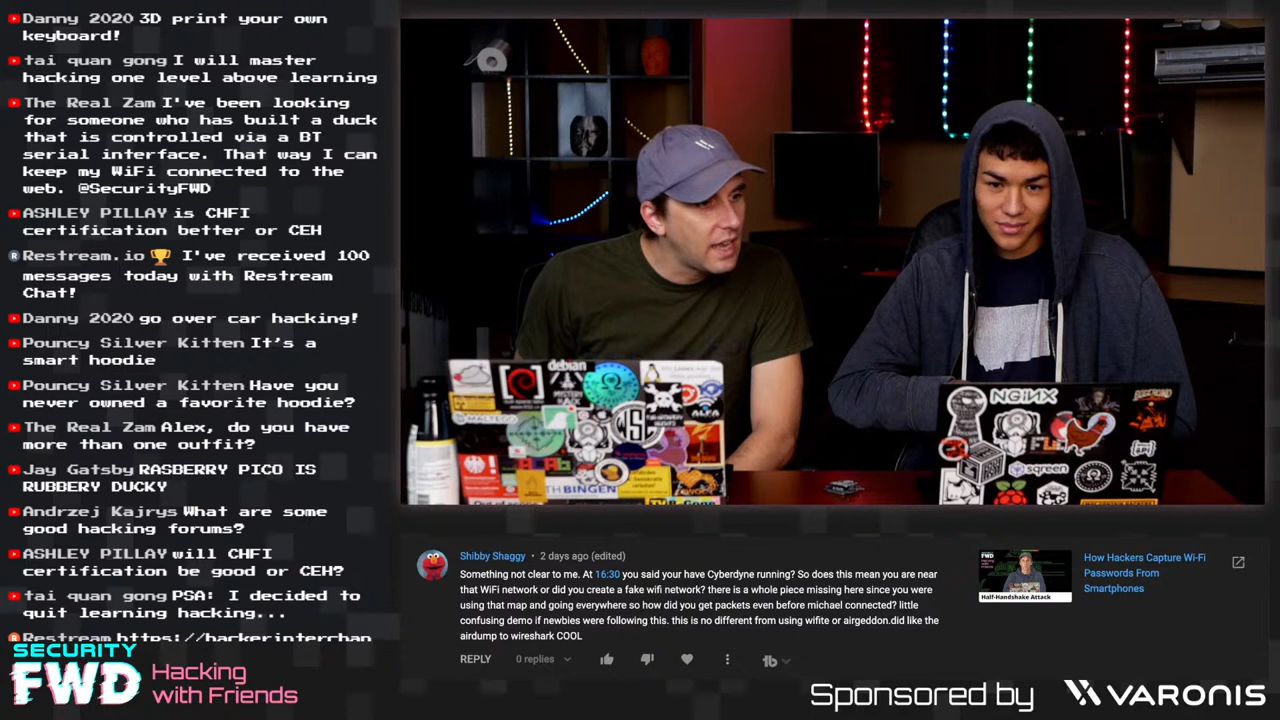 Danny 2020 3D print your own
keyboard!
tai quan gong I will master
hacking one level above learning
The Real Zam I've been looking
for someone who has built a duck
that is controlled via a BT
serial interface. That way I can
keep my WiFi connected to the
web. @SecurityFWD
ASHLEY PILLAY is CHFI
certification better or CEH
Restream.io 🏆 I've received 100
messages today with Restream
Chat!
Danny 2020 go over car hacking!
Pouncy Silver Kitten It's a
smart hoodie
Pouncy Silver Kitten Have you
never owned a favorite hoodie?
The Real Zam Alex, do you have
more than one outfit?
Jay Gatsby RASBERRY PICO IS
RUBBERY DUCKY
Andrzej Kajrys What are some
good hacking forums?
ASHLEY PILLAY will CHFI
certification be good or CEH?
tai quan gong PSA: I decided to
quit learning hacking...
Restream https://hackerinterchan
SECURITY
FWD
Hacking
with Friends
debian
MYSTERY
HACK
MALTEGO
WS
BINGEN
NGINX
sqreen
Shibby Shaggy • 2 days ago (edited)
Something not clear to me. At 16:30 you said your have Cyberdyne running? So does this mean you are near
that WiFi network or did you create a fake wifi network? there is a whole piece missing here since you were
using that map and going everywhere so how did you get packets even before michael connected? little
confusing demo if newbies were following this. this is no different from using wifite or airgeddon.did like the
airdump to wireshark COOL
REPLY 0 replies
FWD
Half-Handshake Attack
How Hackers Capture Wi-Fi
Passwords From
Smartphones
Sponsored by VARONIS